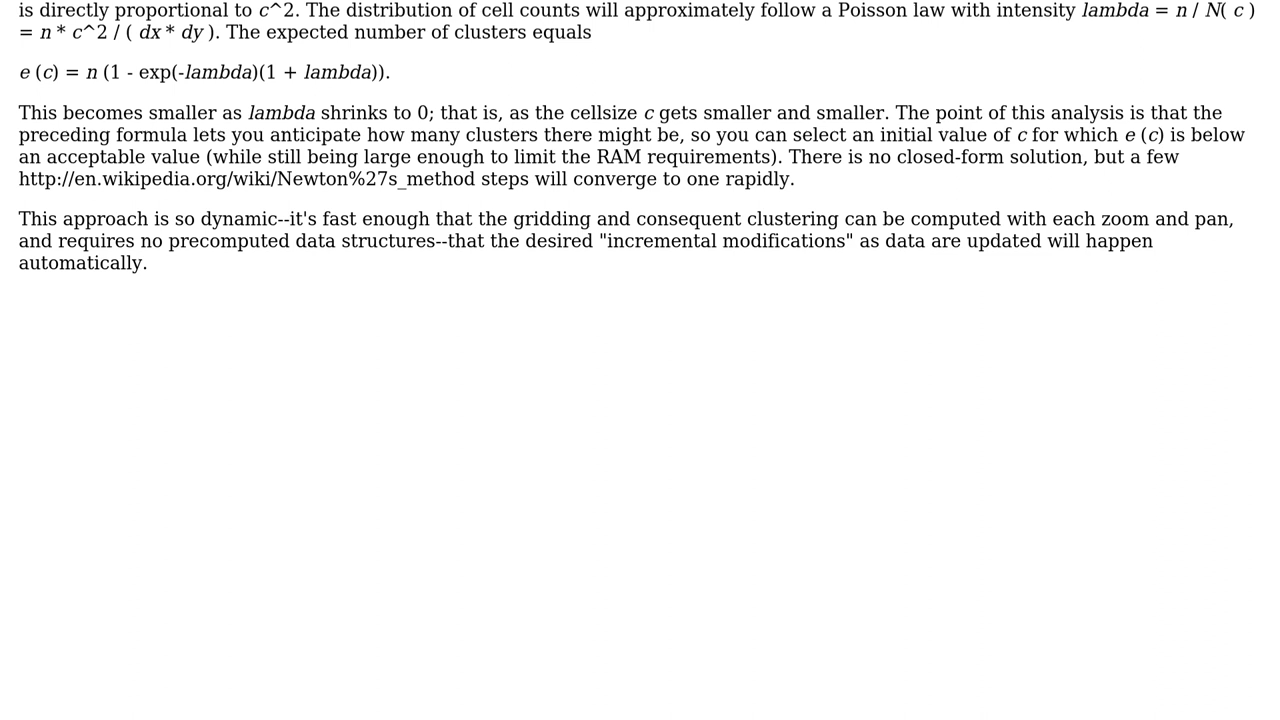 is directly proportional to c^2. The distribution of cell counts will approximately follow a Poisson law with intensity lambda = n / N( c )
= n * c^2 / ( dx * dy ). The expected number of clusters equals
e (c) = n (1 - exp(-lambda)(1 + lambda)).
This becomes smaller as lambda shrinks to 0; that is, as the cellsize c gets smaller and smaller. The point of this analysis is that the
preceding formula lets you anticipate how many clusters there might be, so you can select an initial value of c for which e (c) is below
an acceptable value (while still being large enough to limit the RAM requirements). There is no closed-form solution, but a few
http://en.wikipedia.org/wiki/Newton%27s_method steps will converge to one rapidly.
This approach is so dynamic--it's fast enough that the gridding and consequent clustering can be computed with each zoom and pan,
and requires no precomputed data structures--that the desired "incremental modifications" as data are updated will happen
automatically.